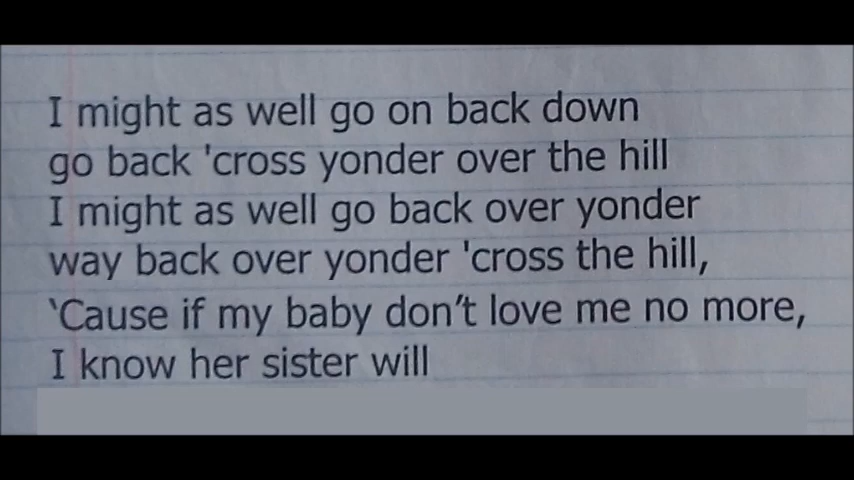 I might as well go on back down
go back 'cross yonder over the hill
I might as well go back over yonder
way back over yonder 'cross the hill,
‘Cause if my baby don’t love me no more,
I know her sister will